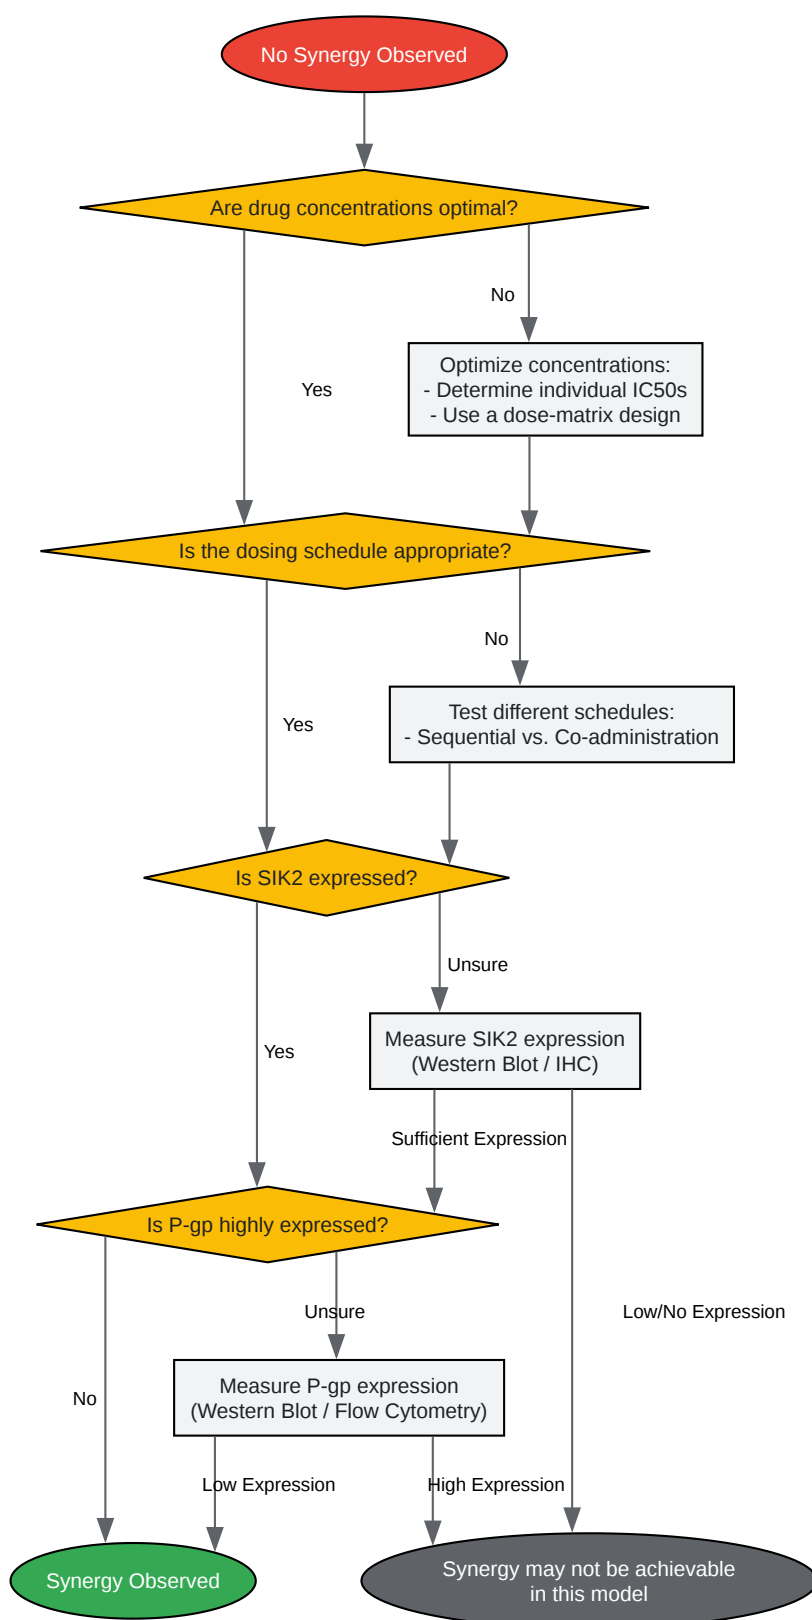 No Synergy Observed
Are drug concentrations optimal?
No
Optimize concentrations:
- Determine individual IC50s
- Use a dose-matrix design
Yes
Is the dosing schedule appropriate?
No
Test different schedules:
- Sequential vs. Co-administration
Yes
Is SIK2 expressed?
Unsure
Measure SIK2 expression
(Western Blot / IHC)
Yes
Sufficient Expression
Is P-gp highly expressed?
Unsure
Low/No Expression
Measure P-gp expression
(Western Blot / Flow Cytometry)
No
Low Expression
High Expression
Synergy Observed
Synergy may not be achievable
in this model